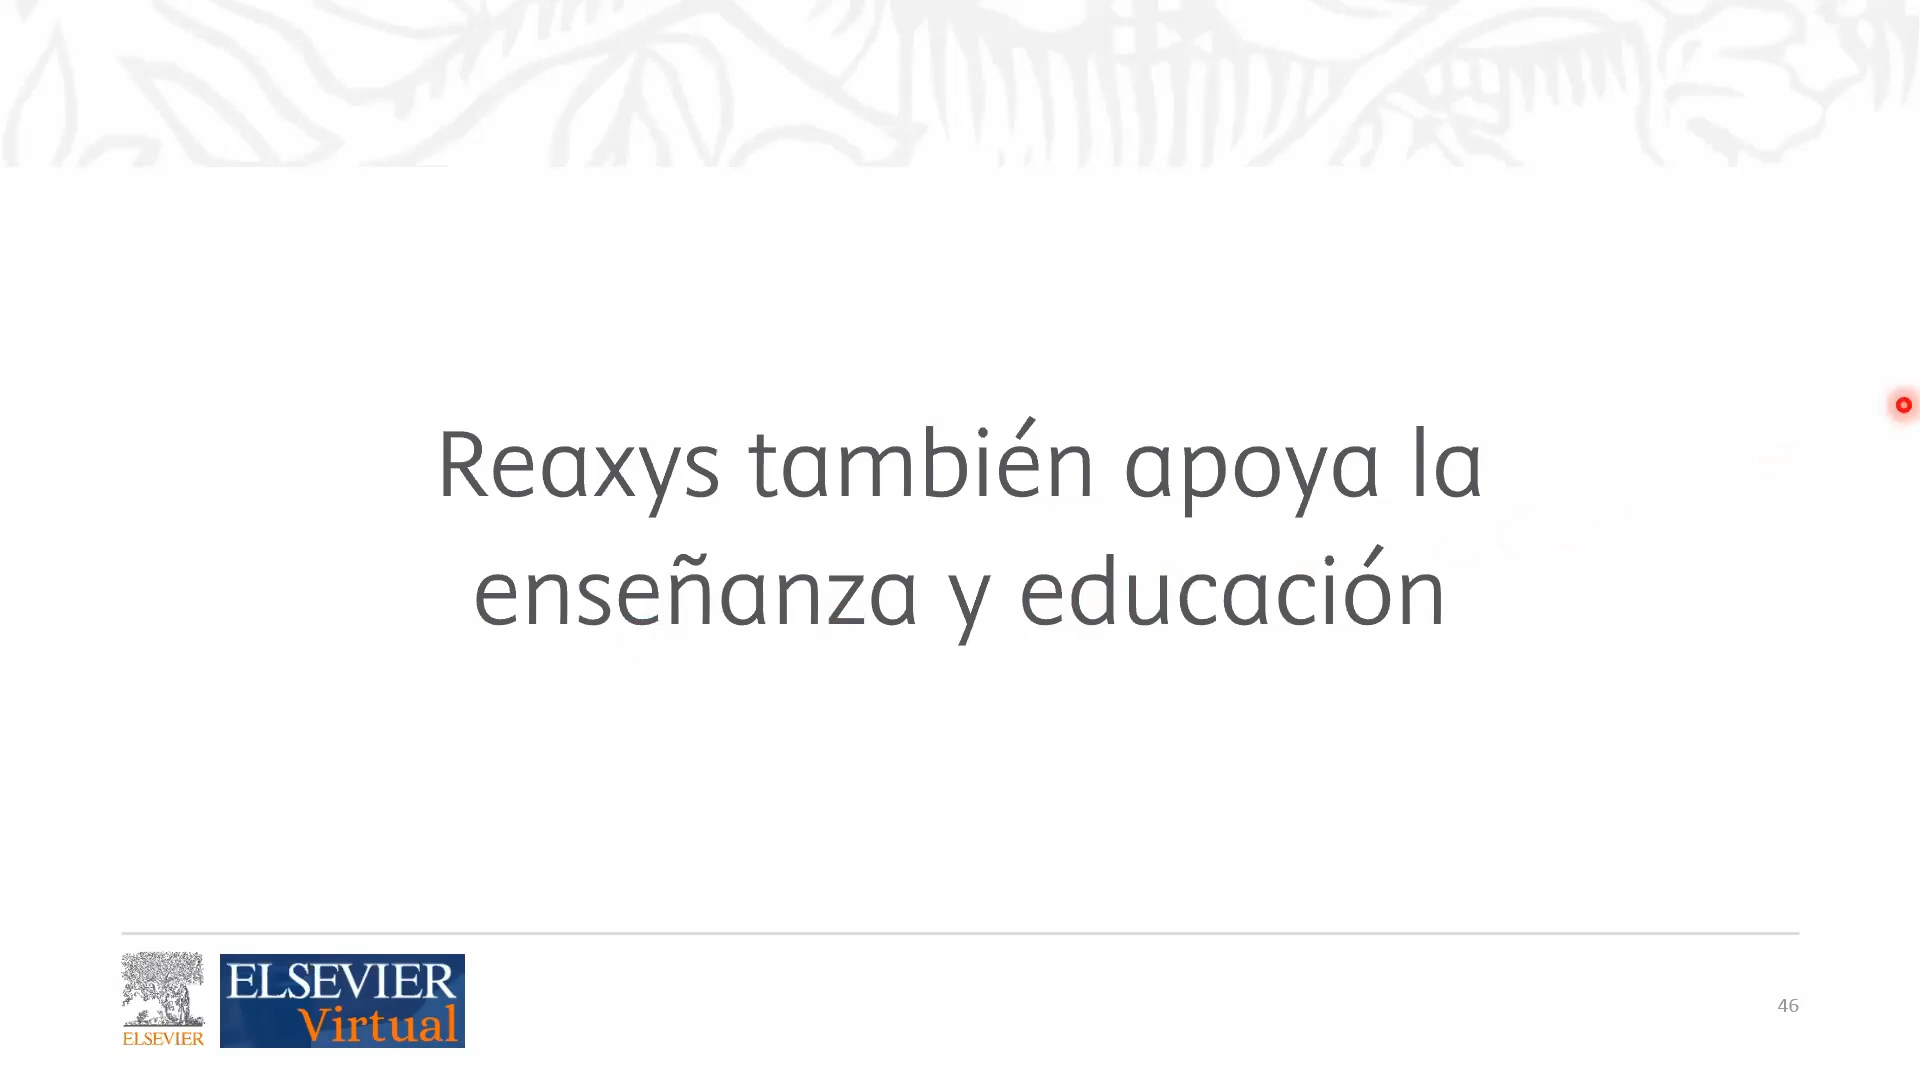 Reaxys también apoya la
enseñanza y educación
ELSEVIER
ELSEVIER
Virtual
46